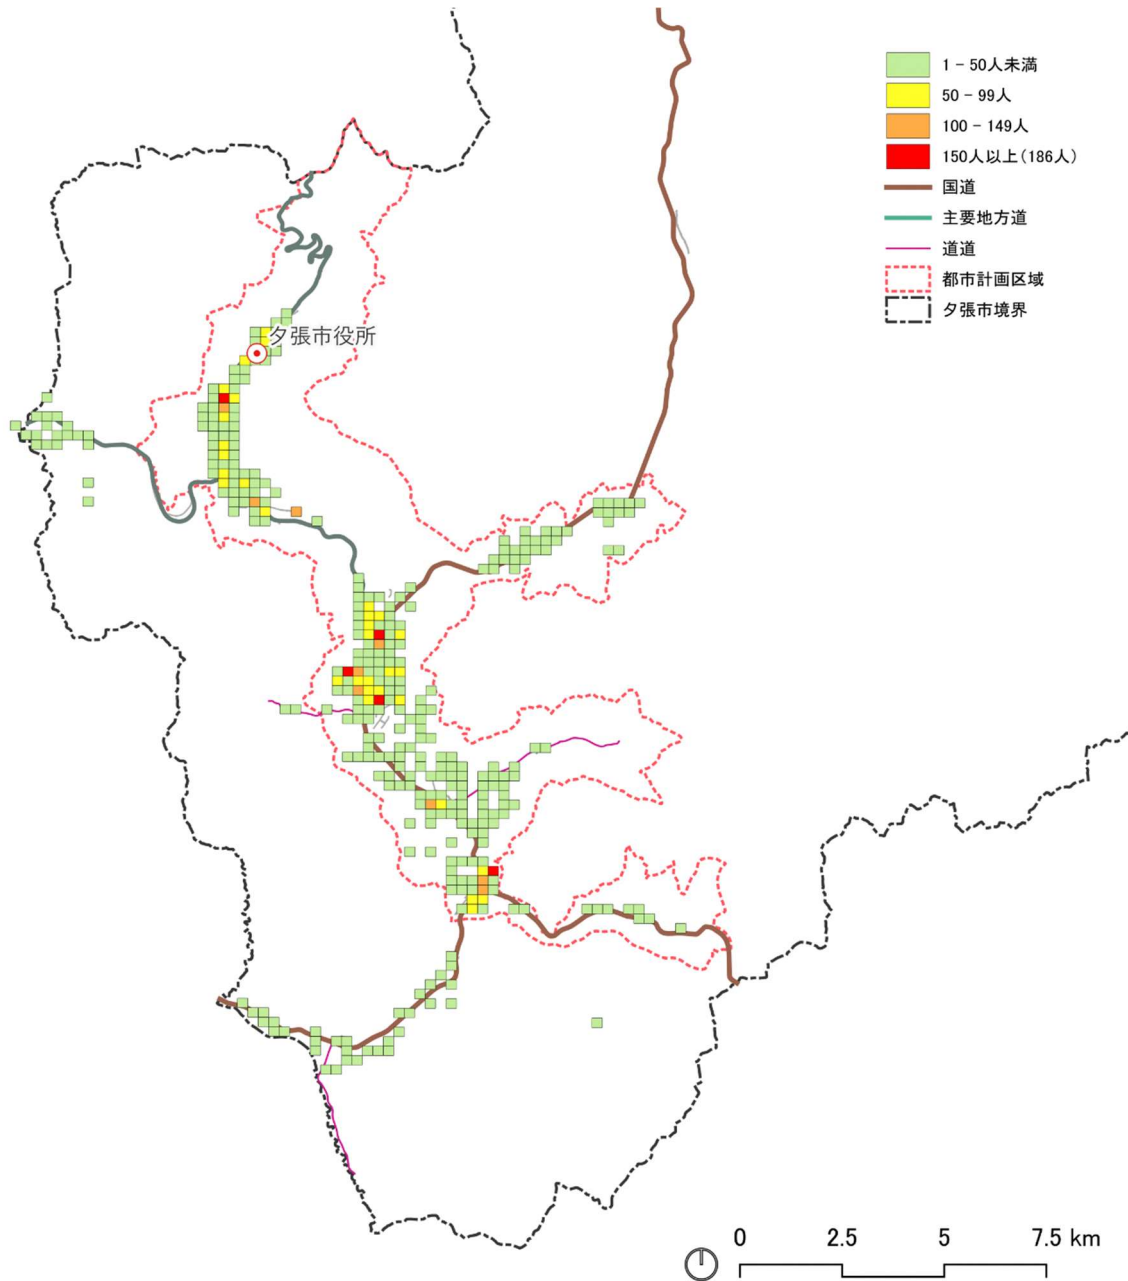 1 - 50人未満
50 - 99人
100 - 149人
150人以上(186人)
国道
主要地方道
道道
都市計画区域
夕張市境界
夕張市役所
0 2.5 5 7.5 km